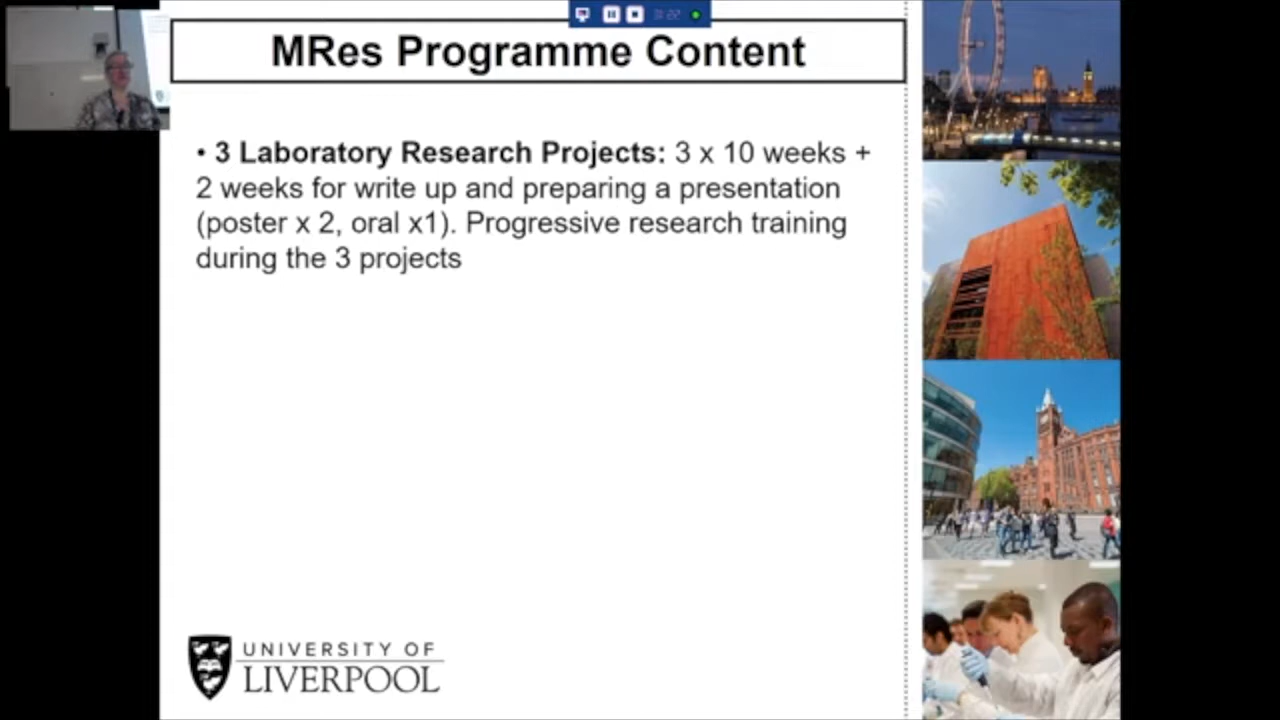 MRes Programme Content
• 3 Laboratory Research Projects: 3 x 10 weeks +
2 weeks for write up and preparing a presentation
(poster x 2, oral x1). Progressive research training
during the 3 projects
UNIVERSITY OF
LIVERPOOL